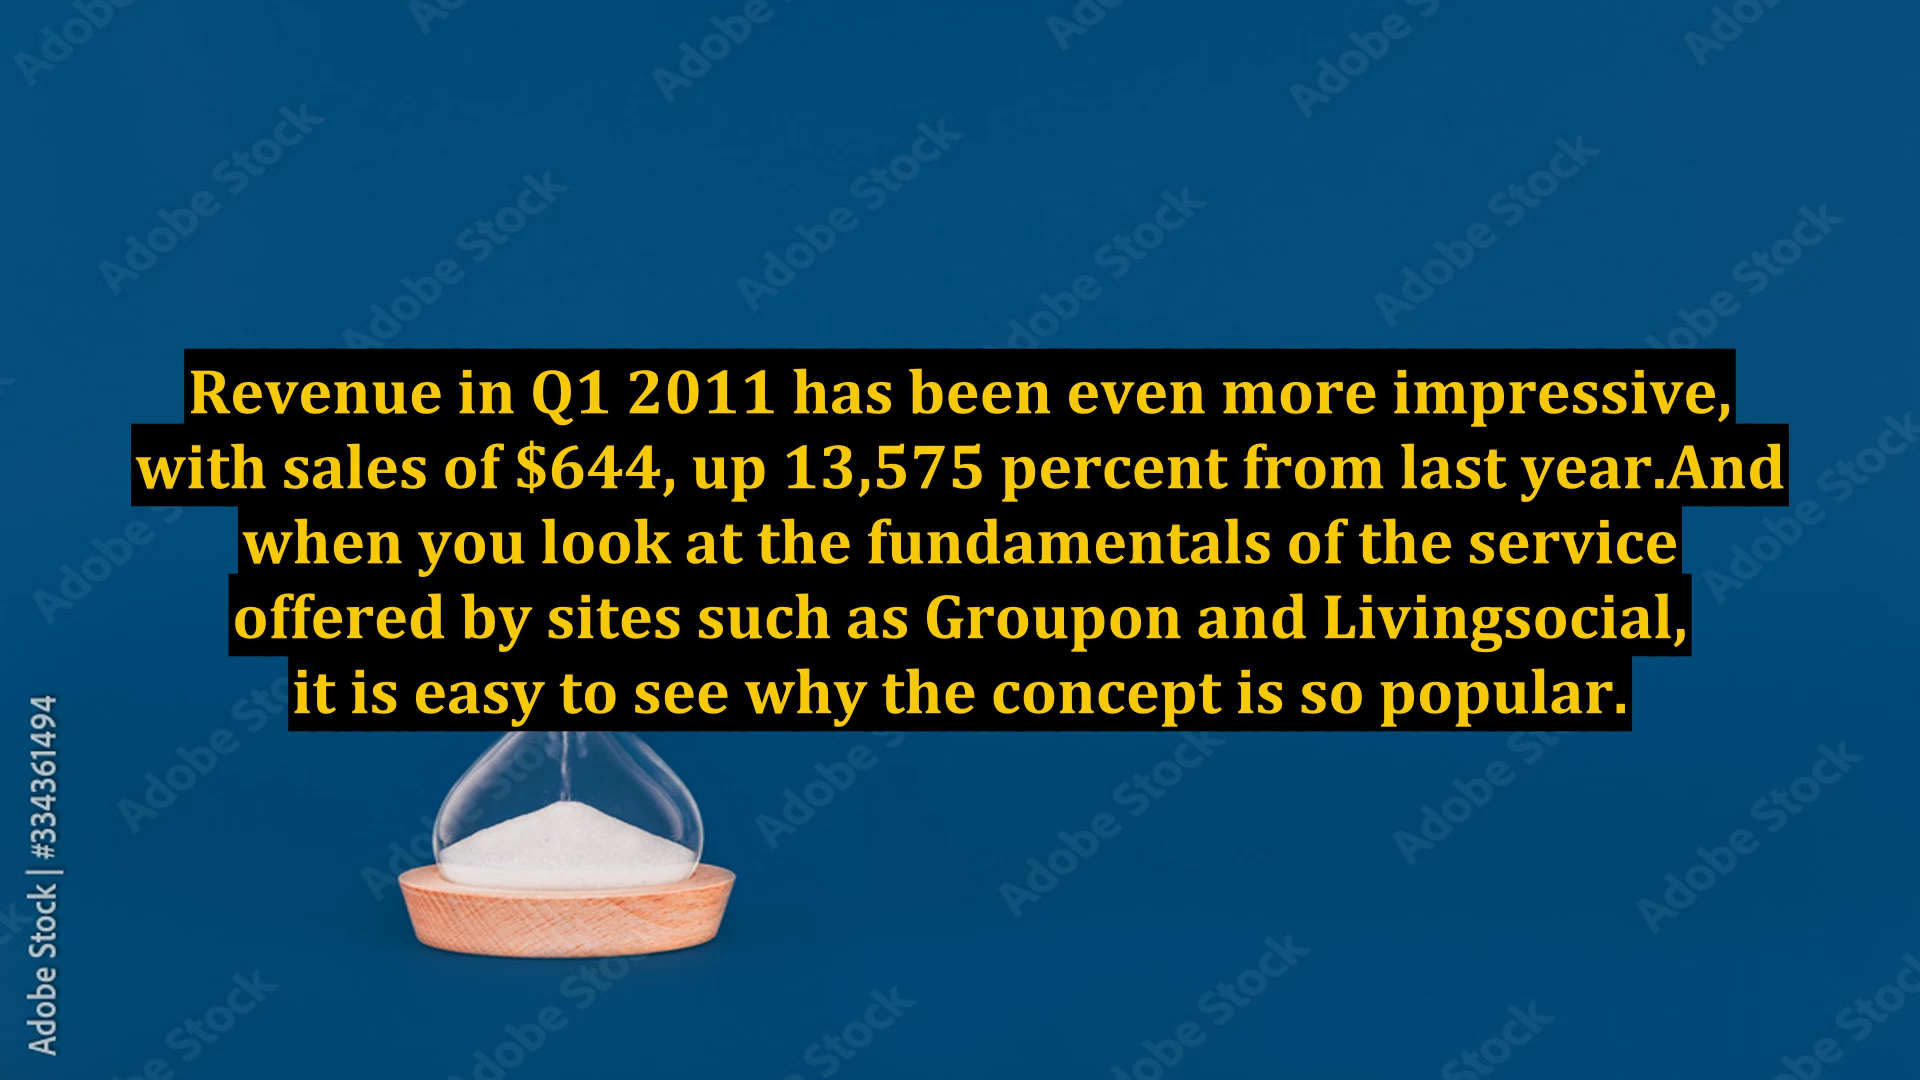 Revenue in Q1 2011 has been even more impressive,
with sales of $644, up 13,575 percent from last year.And
when you look at the fundamentals of the service
offered by sites such as Groupon and Livingsocial,
it is easy to see why the concept is so popular.
Adobe Stock | #334361494